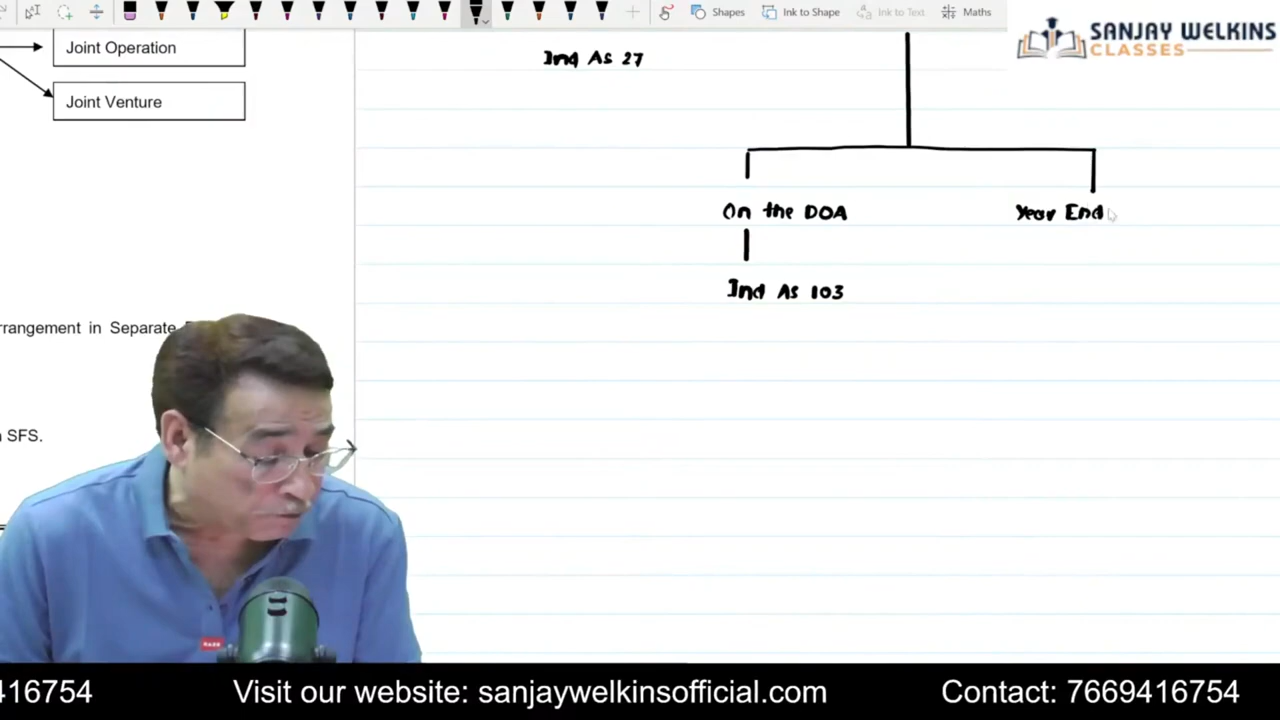 Shapes
Ink to Shape
Ink to Text
Maths
SANJAY WELKINS
CLASSES
Joint Operation
Joint Venture
Ind As 27
On the DOA
Year End
Ind As 103
rrangement in Separate
SFS.
416754
Visit our website: sanjaywelkinsofficial.com
Contact: 7669416754